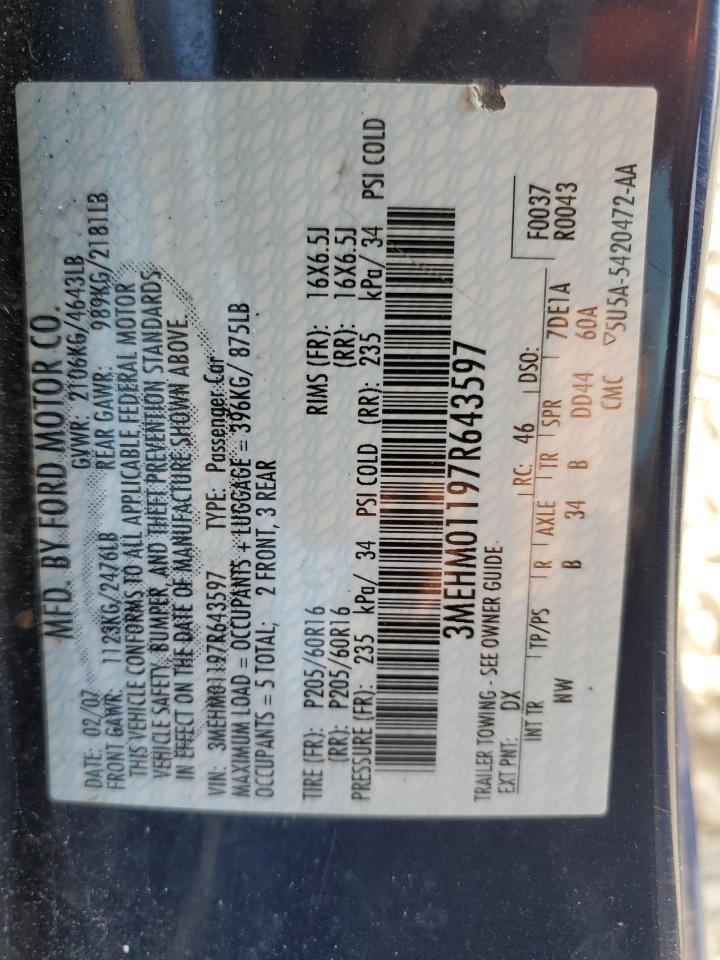 MFD. BY FORD MOTOR CO.
DATE: 02/07 GVWR: 2106KG/4643LB
FRONT GAWR: 1123KG/2476LB REAR GAWR: 989KG/2181LB
THIS VEHICLE CONFORMS TO ALL APPLICABLE FEDERAL MOTOR
VEHICLE SAFETY, BUMPER, AND THEFT PREVENTION STANDARDS
IN EFFECT ON THE DATE OF MANUFACTURE SHOWN ABOVE.
VIN: 3MEHM01197R643597 TYPE: Passenger Car
MAXIMUM LOAD = OCCUPANTS + LUGGAGE = 396KG/ 875LB
OCCUPANTS = 5 TOTAL; 2 FRONT, 3 REAR
TIRE (FR): P205/60R16 RIMS (FR): 16X6.5J
(RR): P205/60R16 (RR): 16X6.5J
PRESSURE (FR): 235 kPa/ 34 PSI COLD (RR): 235 kPa/ 34 PSI COLD
3MEHM01197R643597
TRAILER TOWING - SEE OWNER GUIDE
EXT PNT: DX RC: 46 DSO: F0037
INT TR TP/PS R AXLE TR SPR 7DE1A R0043
NW B 34 B DD44 60A
CMC ▽5U5A-5420472-AA